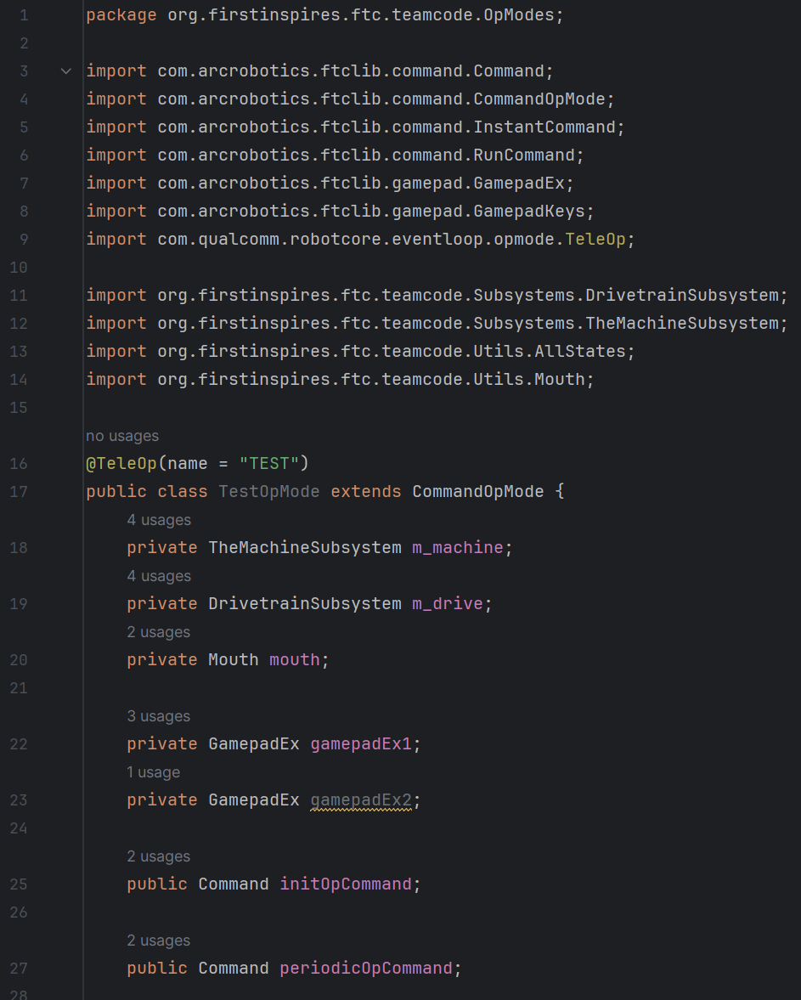 1 package org.firstinspires.ftc.teamcode.OpModes;
2
3 import com.arcrobotics.ftclib.command.Command;
4 import com.arcrobotics.ftclib.command.CommandOpMode;
5 import com.arcrobotics.ftclib.command.InstantCommand;
6 import com.arcrobotics.ftclib.command.RunCommand;
7 import com.arcrobotics.ftclib.gamepad.GamepadEx;
8 import com.arcrobotics.ftclib.gamepad.GamepadKeys;
9 import com.qualcomm.robotcore.eventloop.opmode.TeleOp;
10
11 import org.firstinspires.ftc.teamcode.Subsystems.DrivetrainSubsystem;
12 import org.firstinspires.ftc.teamcode.Subsystems.TheMachineSubsystem;
13 import org.firstinspires.ftc.teamcode.Utils.AllStates;
14 import org.firstinspires.ftc.teamcode.Utils.Mouth;
15
no usages
16 @TeleOp(name = "TEST")
17 public class TestOpMode extends CommandOpMode {
4 usages
18 private TheMachineSubsystem m_machine;
4 usages
19 private DrivetrainSubsystem m_drive;
2 usages
20 private Mouth mouth;
21
3 usages
22 private GamepadEx gamepadEx1;
1 usage
23 private GamepadEx gamepadEx2;
24
2 usages
25 public Command initOpCommand;
26
2 usages
27 public Command periodicOpCommand;
28